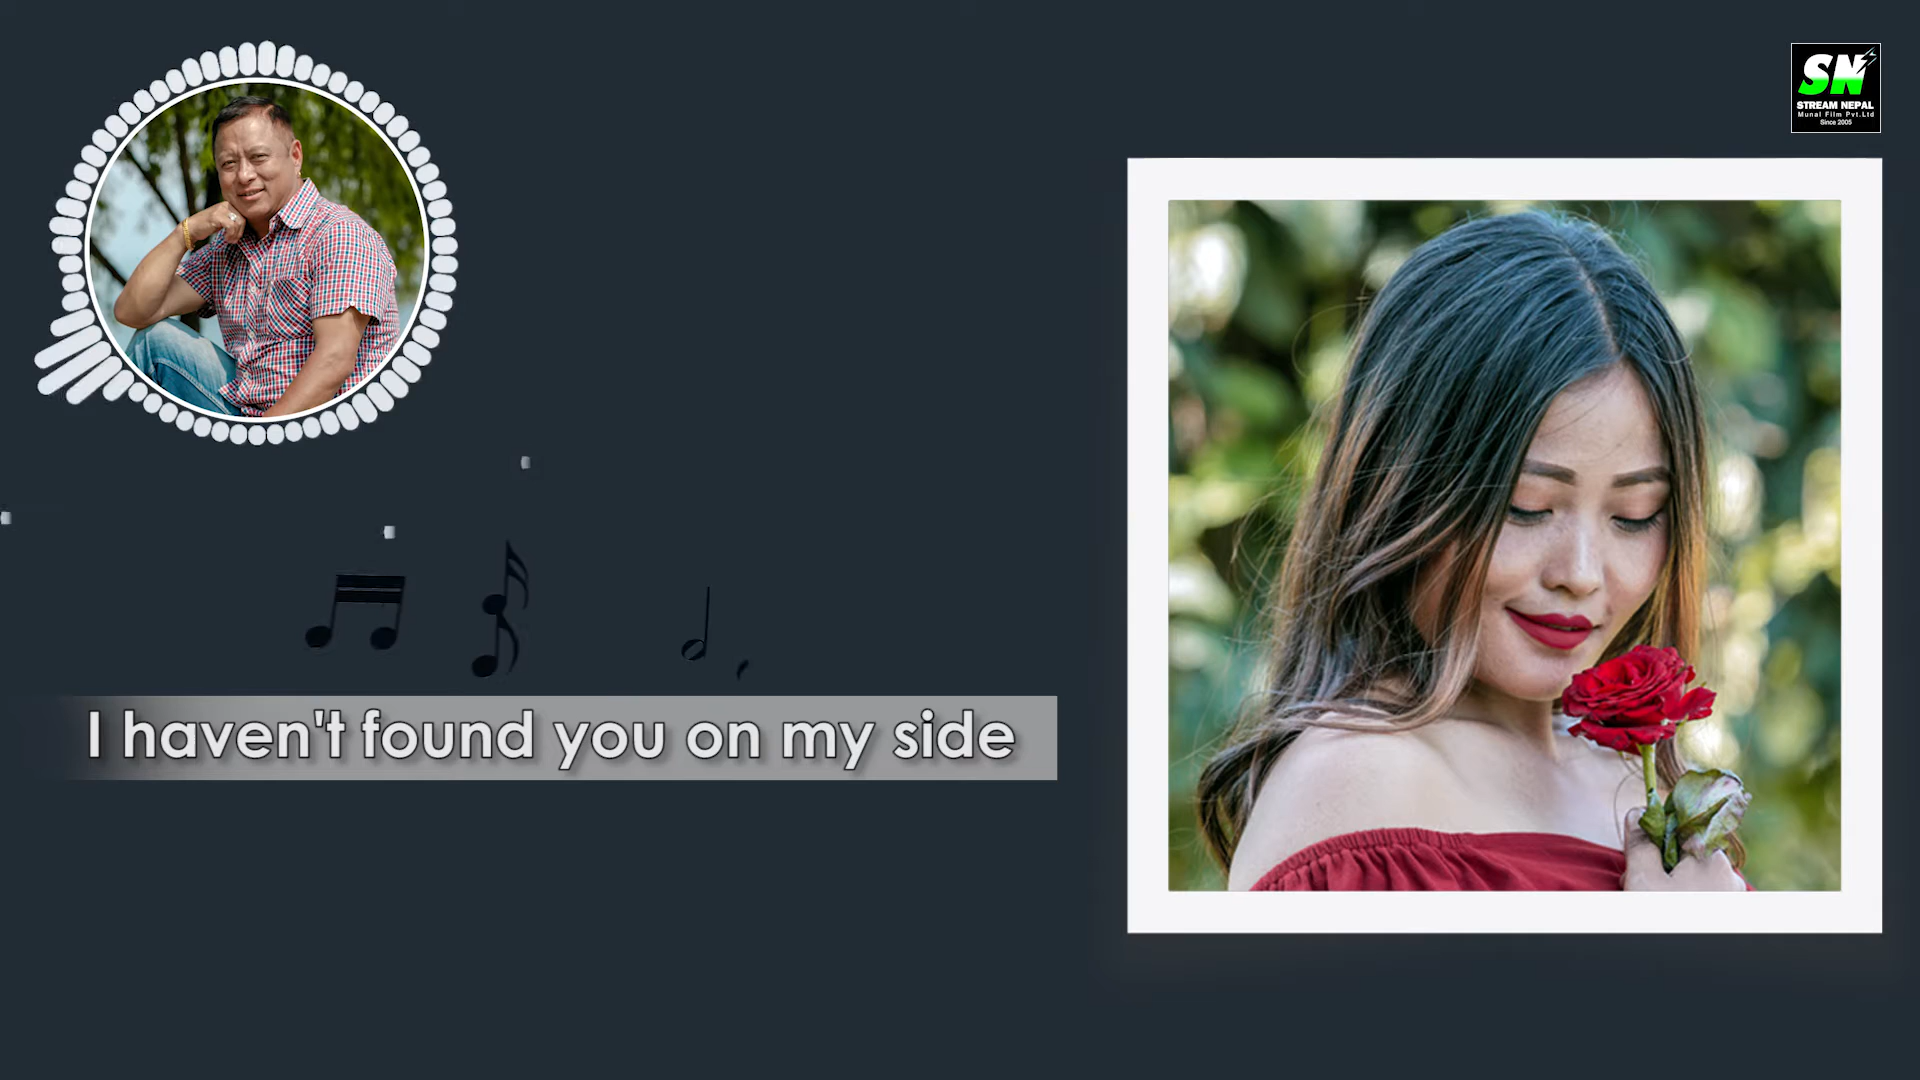 SN
STREAM NEPAL
Munal Film Pvt.Ltd
Since 2005
I haven't found you on my side